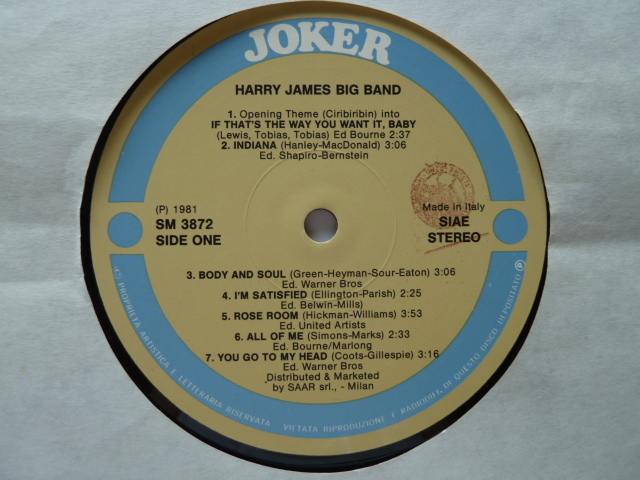 JOKER
HARRY JAMES BIG BAND
1. Opening Theme (Ciribiribin) into
IF THAT'S THE WAY YOU WANT IT, BABY
(Lewis, Tobias, Tobias) Ed Bourne 2:37
2. INDIANA (Hanley-MacDonald) 3:06
Ed. Shapiro-Bernstein
(P) 1981
SM 3872
SIDE ONE
Made in Italy
SIAE
STEREO
3. BODY AND SOUL (Green-Heyman-Sour-Eaton) 3:06
Ed. Warner Bros
4. I'M SATISFIED (Ellington-Parish) 2:25
Ed. Belwin-Mills)
5. ROSE ROOM (Hickman-Williams) 3:53
Ed. United Artists
6. ALL OF ME (Simons-Marks) 2:33
Ed. Bourne/Marlong
7. YOU GO TO MY HEAD (Coots-Gillespie) 3:16
Ed. Warner Bros
Distributed & Marketed
by SAAR srl., - Milan
(C) PROPRIETA ARTISTICA E LETTERARIA RISERVATA VIETATA RIPRODUZIONE E RADIODIF. DI QUESTO DISCO DEPOSITATO